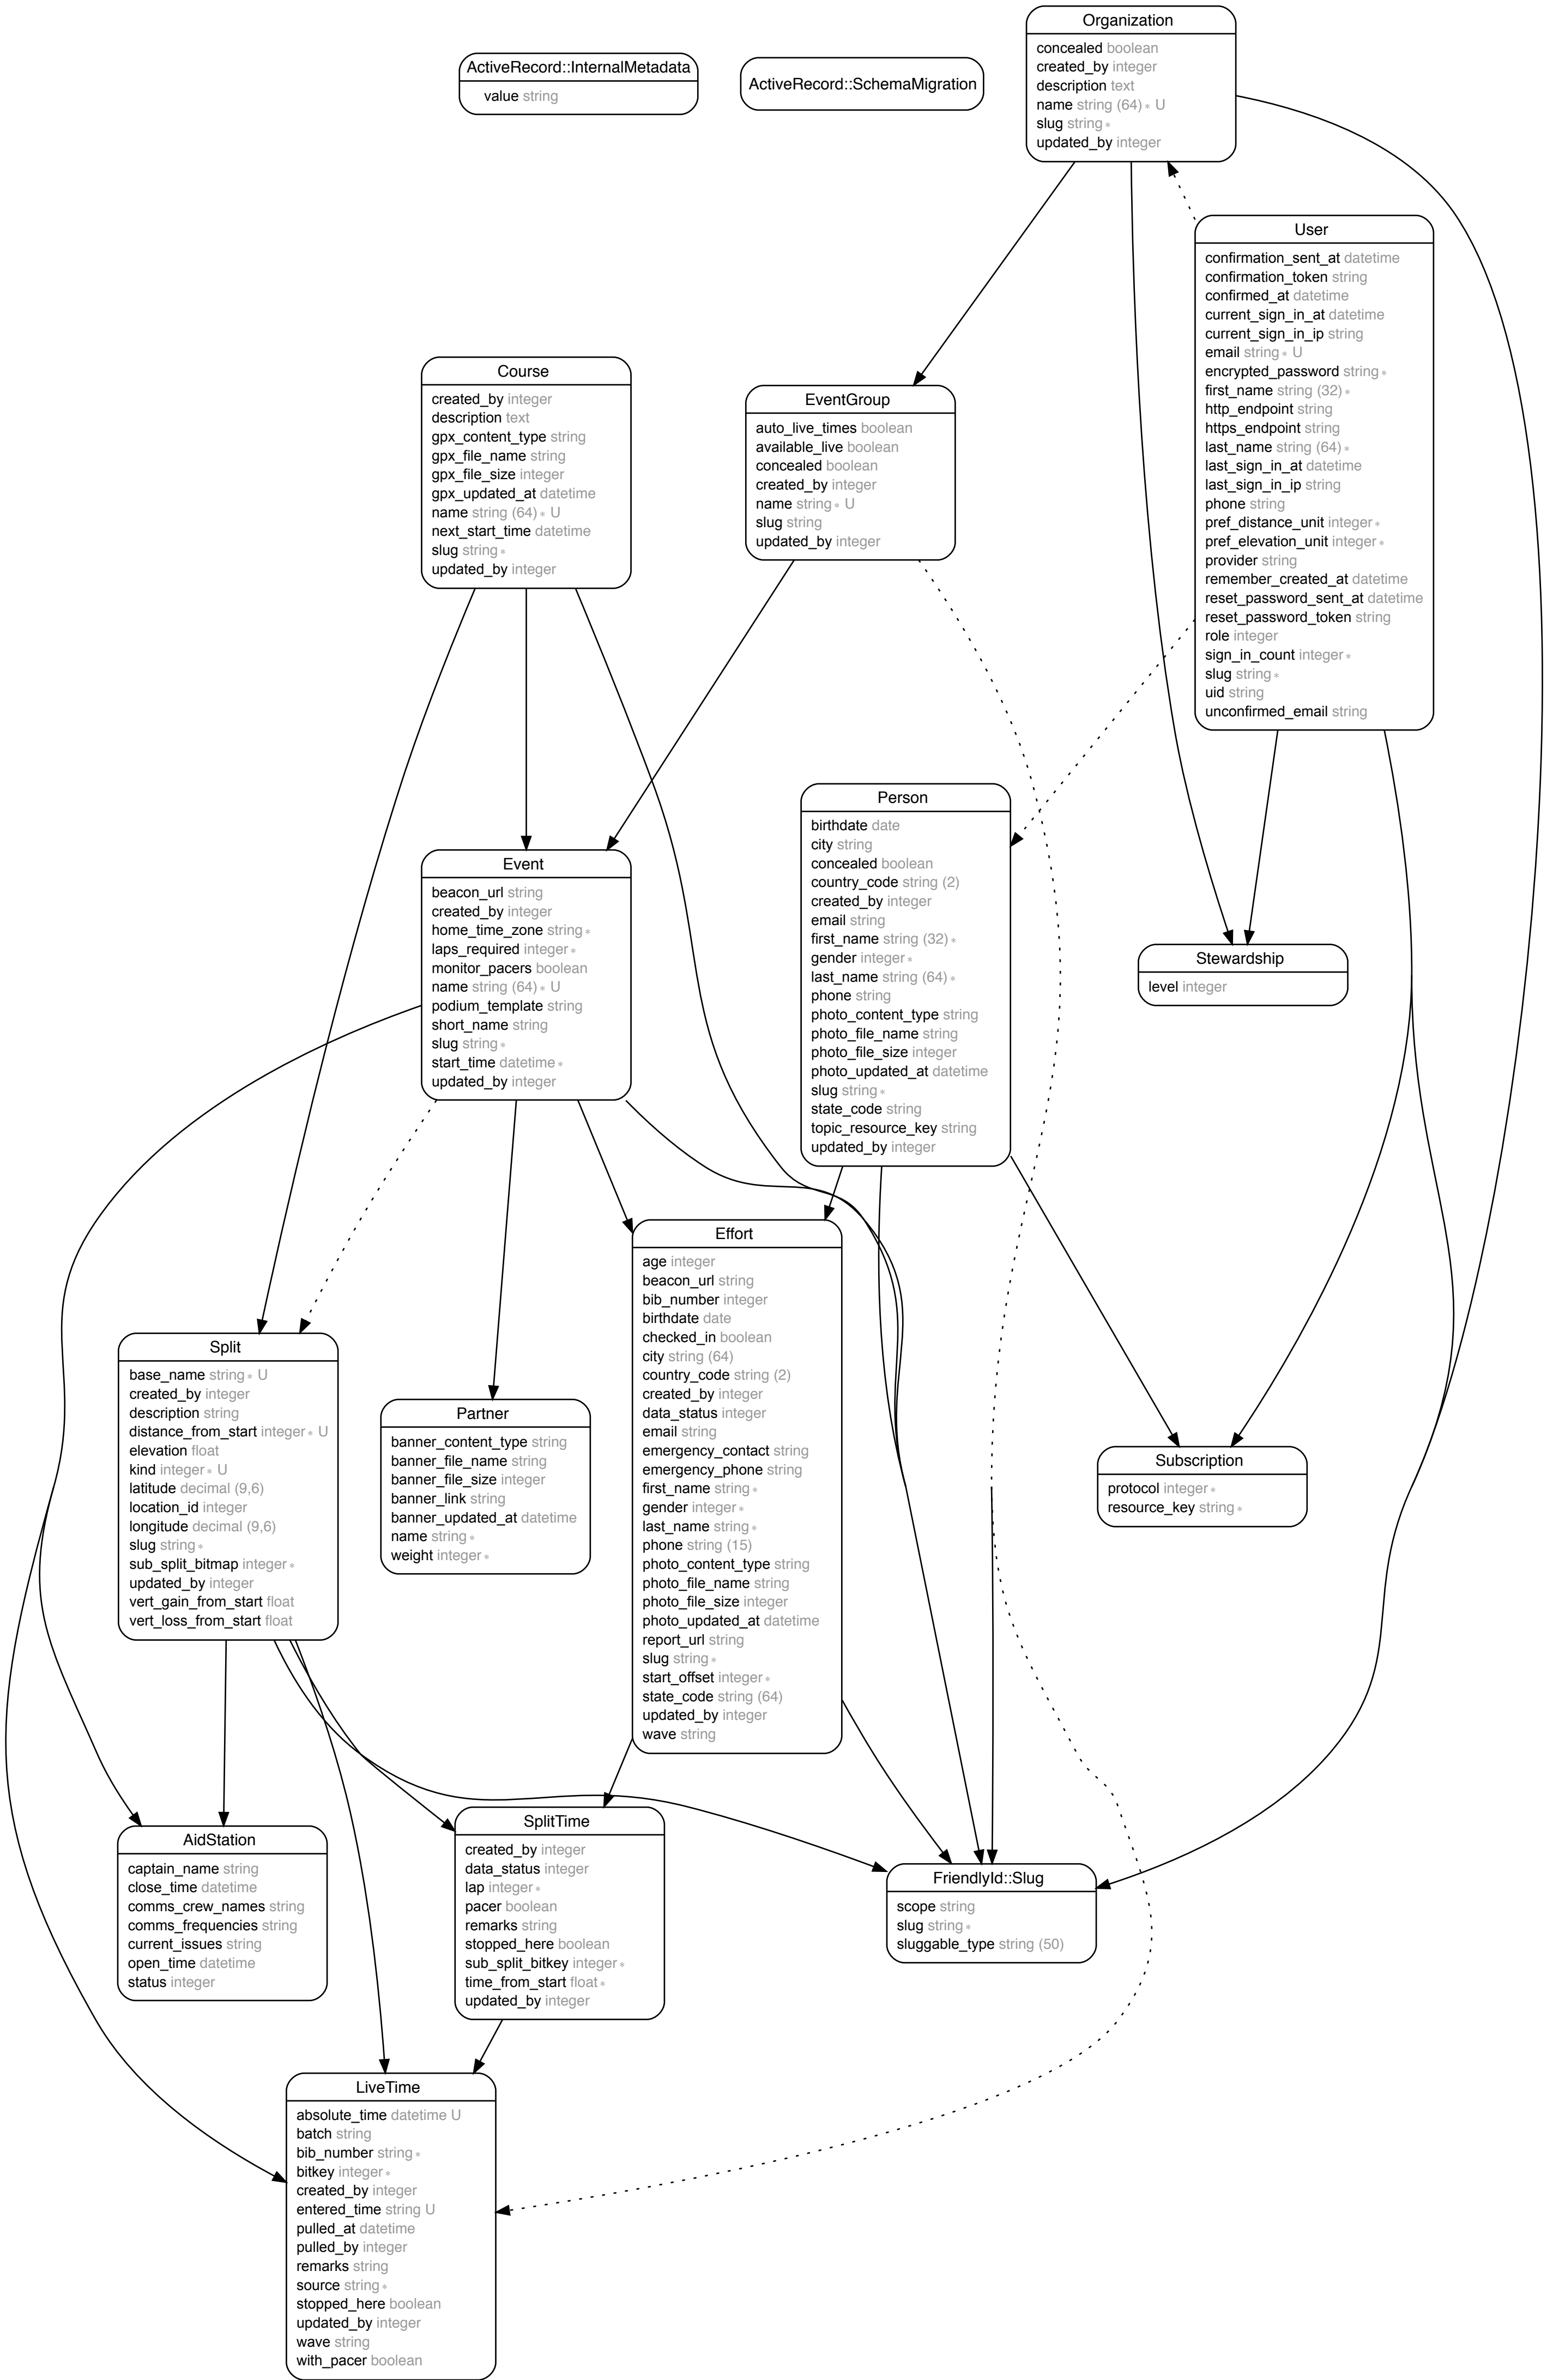 Organization
concealed boolean
created_by integer
description text
name string (64)∗ U
slug string∗
updated_by integer
ActiveRecord::InternalMetadata
value string
ActiveRecord::SchemaMigration
User
confirmation_sent_at datetime
confirmation_token string
confirmed_at datetime
current_sign_in_at datetime
current_sign_in_ip string
email string∗ U
encrypted_password string∗
first_name string (32)∗
http_endpoint string
https_endpoint string
last_name string (64)∗
last_sign_in_at datetime
last_sign_in_ip string
phone string
pref_distance_unit integer∗
pref_elevation_unit integer∗
provider string
remember_created_at datetime
reset_password_sent_at datetime
reset_password_token string
role integer
sign_in_count integer∗
slug string∗
uid string
unconfirmed_email string
Course
created_by integer
description text
gpx_content_type string
gpx_file_name string
gpx_file_size integer
gpx_updated_at datetime
name string (64)∗ U
next_start_time datetime
slug string∗
updated_by integer
EventGroup
auto_live_times boolean
available_live boolean
concealed boolean
created_by integer
name string∗ U
slug string
updated_by integer
Person
birthdate date
city string
concealed boolean
country_code string (2)
created_by integer
email string
first_name string (32)∗
gender integer∗
last_name string (64)∗
phone string
photo_content_type string
photo_file_name string
photo_file_size integer
photo_updated_at datetime
slug string∗
state_code string
topic_resource_key string
updated_by integer
Event
beacon_url string
created_by integer
home_time_zone string∗
laps_required integer∗
monitor_pacers boolean
name string (64)∗ U
podium_template string
short_name string
slug string∗
start_time datetime∗
updated_by integer
Stewardship
level integer
Effort
age integer
beacon_url string
bib_number integer
birthdate date
checked_in boolean
city string (64)
country_code string (2)
created_by integer
data_status integer
email string
emergency_contact string
emergency_phone string
first_name string∗
gender integer∗
last_name string∗
phone string (15)
photo_content_type string
photo_file_name string
photo_file_size integer
photo_updated_at datetime
report_url string
slug string∗
start_offset integer∗
state_code string (64)
updated_by integer
wave string
Split
base_name string∗ U
created_by integer
description string
distance_from_start integer∗ U
elevation float
kind integer∗ U
latitude decimal (9,6)
location_id integer
longitude decimal (9,6)
slug string∗
sub_split_bitmap integer∗
updated_by integer
vert_gain_from_start float
vert_loss_from_start float
Partner
banner_content_type string
banner_file_name string
banner_file_size integer
banner_link string
banner_updated_at datetime
name string∗
weight integer∗
Subscription
protocol integer∗
resource_key string∗
AidStation
captain_name string
close_time datetime
comms_crew_names string
comms_frequencies string
current_issues string
open_time datetime
status integer
SplitTime
created_by integer
data_status integer
lap integer∗
pacer boolean
remarks string
stopped_here boolean
sub_split_bitkey integer∗
time_from_start float∗
updated_by integer
FriendlyId::Slug
scope string
slug string∗
sluggable_type string (50)
LiveTime
absolute_time datetime U
batch string
bib_number string∗
bitkey integer∗
created_by integer
entered_time string U
pulled_at datetime
pulled_by integer
remarks string
source string∗
stopped_here boolean
updated_by integer
wave string
with_pacer boolean